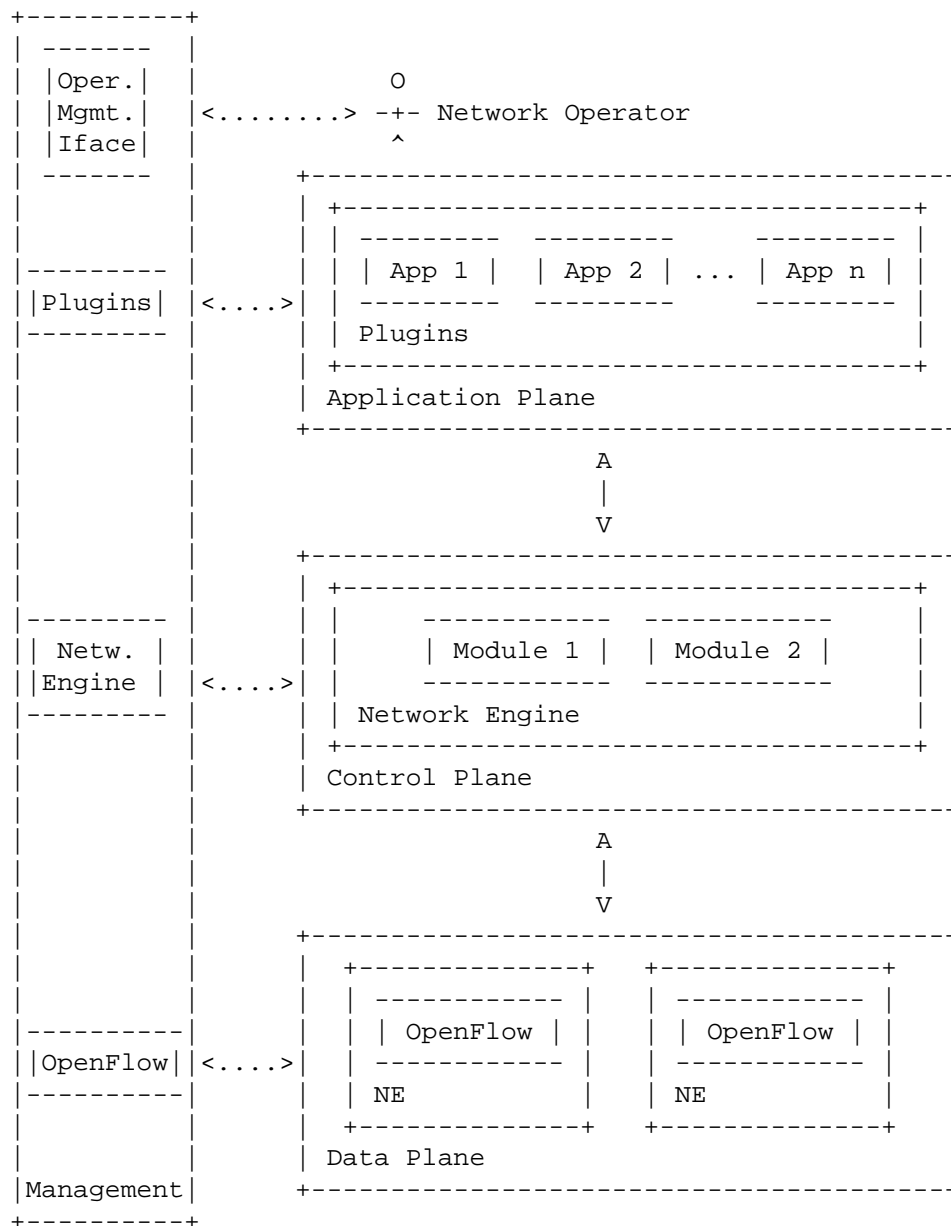 Oper.
Mgmt.
Iface
O
<........> -+- Network Operator
^
App 1 App 2 ... App n
Plugins <....>
Plugins
Application Plane
A
V
Module 1 Module 2
Netw.
Engine <....>
Network Engine
Control Plane
A
V
OpenFlow OpenFlow
OpenFlow <....>
NE NE
Data Plane
Management